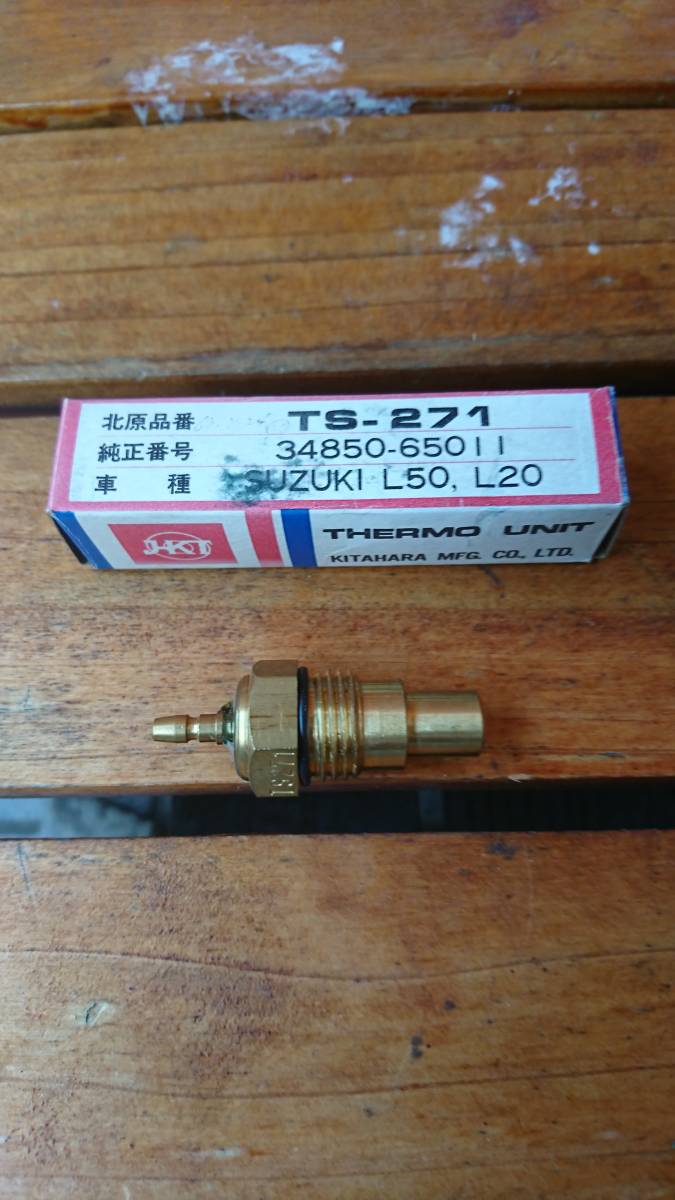 北原品番 TS-271
純正番号 34850-65011
車 種 SUZUKI L50, L20
JKT THERMO UNIT
KITAHARA MFG. CO., LTD.